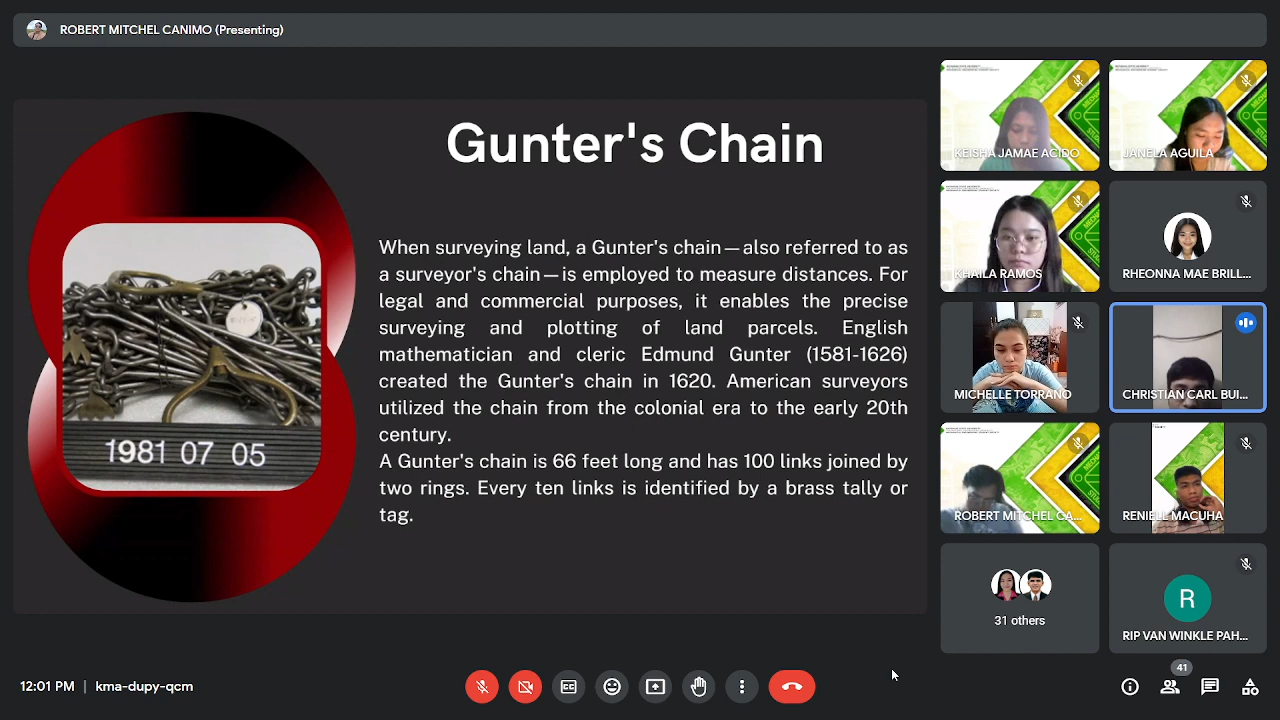 ROBERT MITCHEL CANIMO (Presenting)
Gunter's Chain
When surveying land, a Gunter's chain—also referred to as
a surveyor's chain—is employed to measure distances. For
legal and commercial purposes, it enables the precise
surveying and plotting of land parcels. English
mathematician and cleric Edmund Gunter (1581-1626)
created the Gunter's chain in 1620. American surveyors
utilized the chain from the colonial era to the early 20th
century.
A Gunter's chain is 66 feet long and has 100 links joined by
two rings. Every ten links is identified by a brass tally or
tag.
1981 07 05
KEISHA JAMAE ACIDO
JANELA AGUILA
KHAILA RAMOS
RHEONNA MAE BRILL...
MICHELLE TORRANO
CHRISTIAN CARL BUI...
ROBERT MITCHEL CA...
RENIELL MACUHA
31 others
R
RIP VAN WINKLE PAH...
12:01 PM | kma-dupy-qcm
41